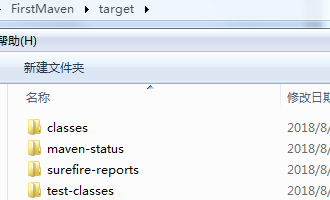 FirstMaven ▸ target ▸
帮助(H)
新建文件夹
名称 修改日期
classes 2018/8/
maven-status 2018/8/
surefire-reports 2018/8/
test-classes 2018/8/